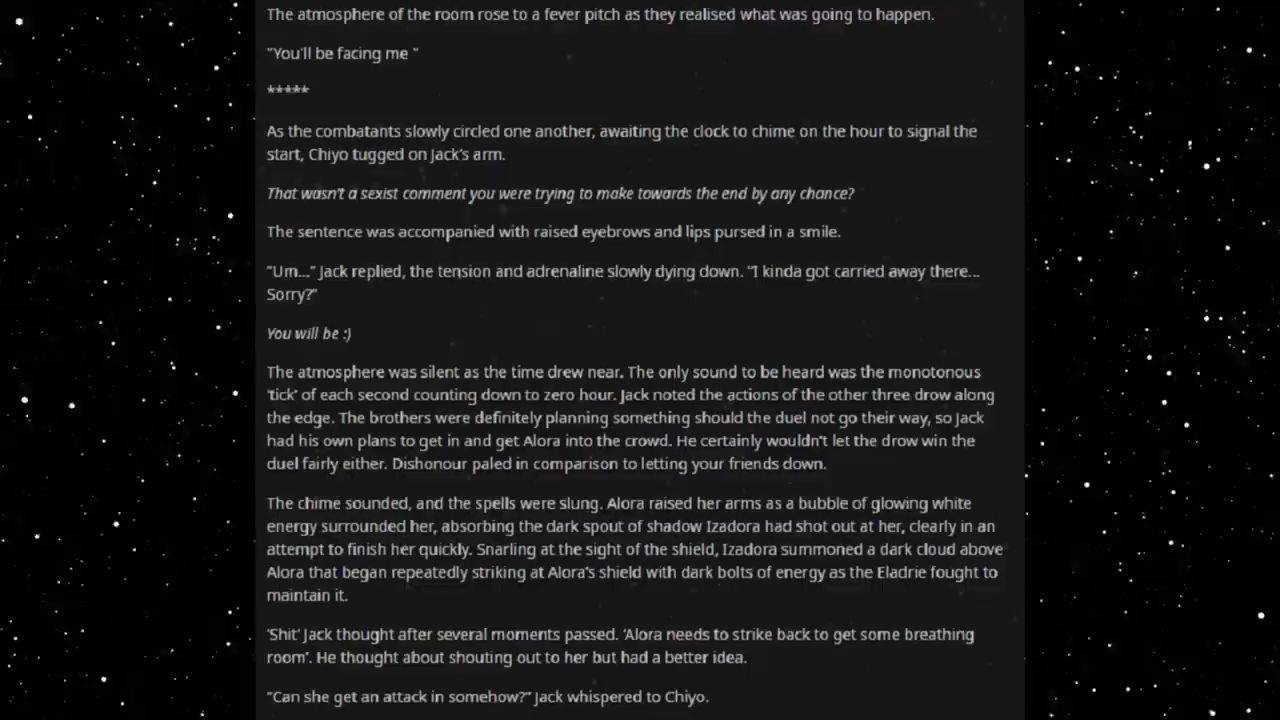 The atmosphere of the room rose to a fever pitch as they realised what was going to happen.
"You'll be facing me "
*****
As the combatants slowly circled one another, awaiting the clock to chime on the hour to signal the
start, Chiyo tugged on Jack's arm.
That wasn't a sexist comment you were trying to make towards the end by any chance?
The sentence was accompanied with raised eyebrows and lips pursed in a smile.
"Um..." Jack replied, the tension and adrenaline slowly dying down. "I kinda got carried away there...
Sorry?"
You will be :)
The atmosphere was silent as the time drew near. The only sound to be heard was the monotonous
'tick' of each second counting down to zero hour. Jack noted the actions of the other three drow along
the edge. The brothers were definitely planning something should the duel not go their way, so Jack
had his own plans to get in and get Alora into the crowd. He certainly wouldn't let the drow win the
duel fairly either. Dishonour paled in comparison to letting your friends down.
The chime sounded, and the spells were slung. Alora raised her arms as a bubble of glowing white
energy surrounded her, absorbing the dark spout of shadow Izadora had shot out at her, clearly in an
attempt to finish her quickly. Snarling at the sight of the shield, Izadora summoned a dark cloud above
Alora that began repeatedly striking at Alora's shield with dark bolts of energy as the Eladrie fought to
maintain it.
'Shit' Jack thought after several moments passed. 'Alora needs to strike back to get some breathing
room'. He thought about shouting out to her but had a better idea.
"Can she get an attack in somehow?" Jack whispered to Chiyo.